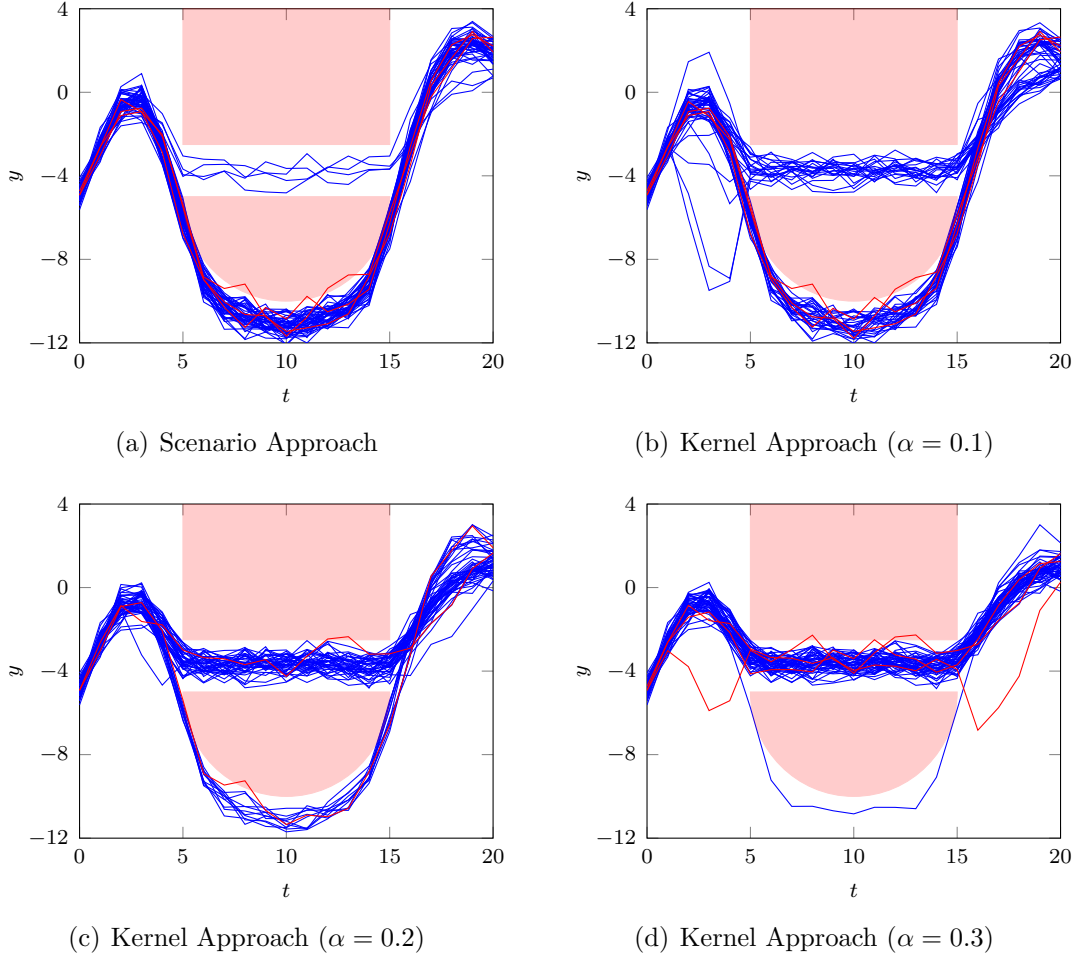 4
0
−4
−8
−12
y
0 5 10 15 20
t
(a) Scenario Approach
4
0
−4
−8
−12
y
0 5 10 15 20
t
(b) Kernel Approach (α = 0.1)
4
0
−4
−8
−12
y
0 5 10 15 20
t
(c) Kernel Approach (α = 0.2)
4
0
−4
−8
−12
y
0 5 10 15 20
t
(d) Kernel Approach (α = 0.3)